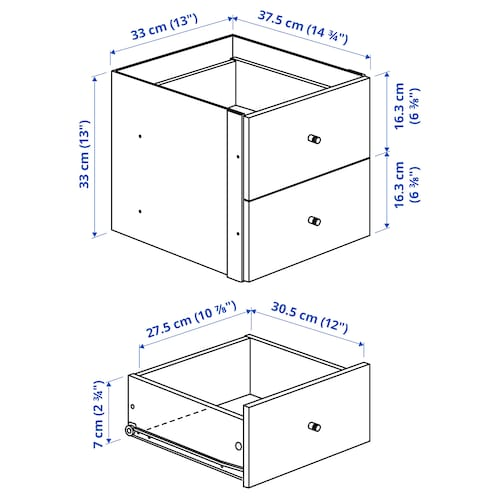 33 cm (13")
37.5 cm (14 ¾")
33 cm (13")
16.3 cm
(6 ⅜")
16.3 cm
(6 ⅜")
27.5 cm (10 ⅞")
30.5 cm (12")
7 cm (2 ¾")